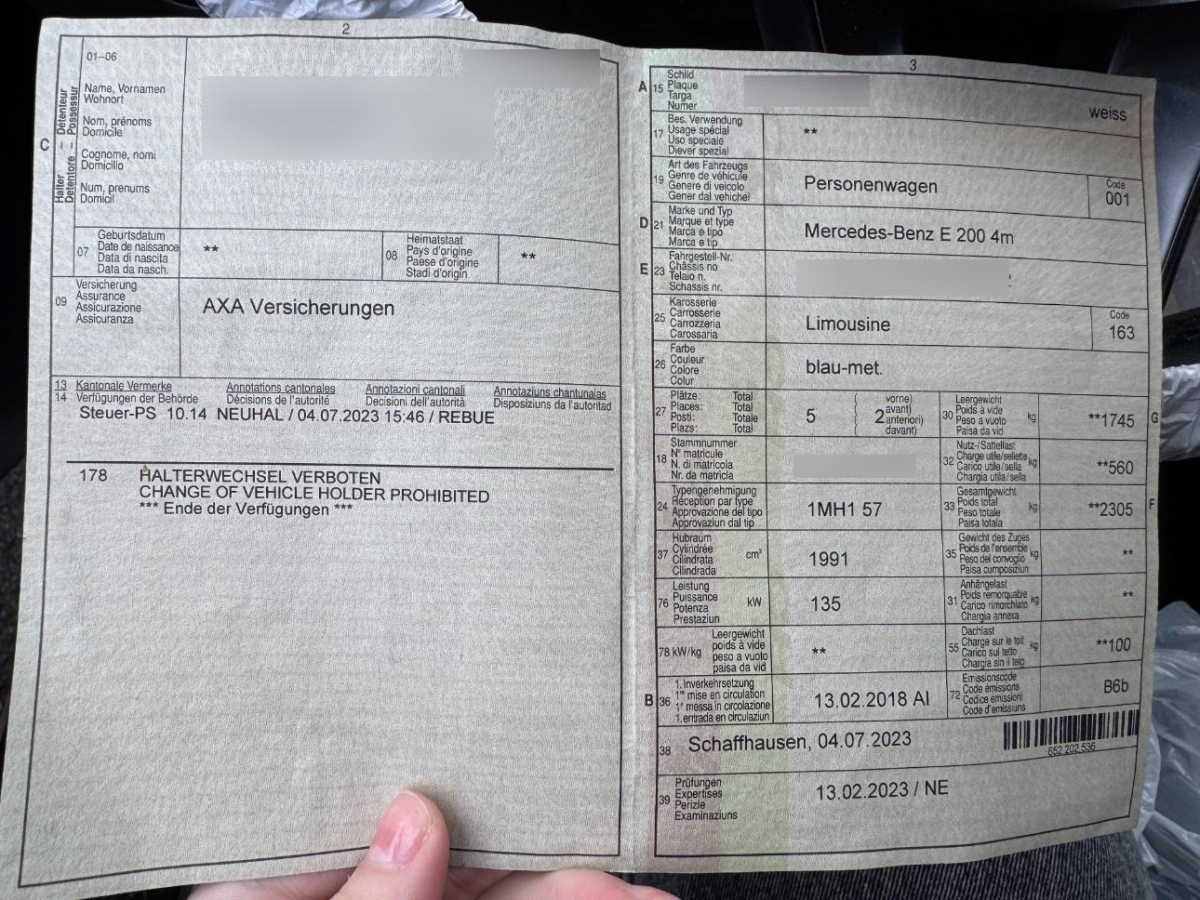 2
01–06
Halter – Détenteur
Detentore – Possessur
C
Name, Vornamen
Wohnort
Nom, prénoms
Domicile
Cognome, nomi
Domicilio
Num, prenums
Domicil
07
Geburtsdatum
Date de naissance
Data di nascita
Data da nasch.
**
08
Heimatstaat
Pays d'origine
Paese d'origine
Stadi d'origin
**
09
Versicherung
Assurance
Assicurazione
Assicuranza
AXA Versicherungen
13 Kantonale Vermerke Annotations cantonales Annotazioni cantonali Annotaziuns chantunalas
14 Verfügungen der Behörde Décisions de l'autorité Decisioni dell'autorità Disposiziuns da l'autoritad
Steuer-PS 10.14 NEUHAL / 04.07.2023 15:46 / REBUE
178 HALTERWECHSEL VERBOTEN
CHANGE OF VEHICLE HOLDER PROHIBITED
*** Ende der Verfügungen ***
3
A 15
Schild
Plaque
Targa
Numer
weiss
17
Bes. Verwendung
Usage spécial
Uso speciale
Diever spezial
**
19
Art des Fahrzeugs
Genre de véhicule
Genere di veicolo
Gener dal vehichel
Personenwagen
Code
001
D 21
Marke und Typ
Marque et type
Marca e tipo
Marca e tip
Mercedes-Benz E 200 4m
E 23
Fahrgestell-Nr.
Châssis no
Telaio n.
Schassis nr.
25
Karosserie
Carrosserie
Carrozzeria
Carossaria
Limousine
Code
163
26
Farbe
Couleur
Colore
Colur
blau-met.
27
Plätze: Total
Places: Total
Posti: Totale
Plazs: Total
5
vorne)
avant)
anteriori)
davant)
2
30
Leergewicht
Poids à vide
Peso a vuoto
Paisa da vid
kg
**1745
G
18
Stammnummer
N° matricule
N. di matricola
Nr. da matricla
32
Nutz-/Sattellast
Charge utile/sellette
Carico utile/sella
Chargia utila/sella
kg
**560
24
Typengenehmigung
Réception par type
Approvazione del tipo
Approvaziun dal tip
1MH1 57
33
Gesamtgewicht
Poids total
Peso totale
Paisa totala
kg
**2305
F
37
Hubraum
Cylindrée
Cilindrata
Cilindrada
cm³
1991
35
Gewicht des Zuges
Poids de l'ensemble
Peso del convoglio
Paisa cumposiziun
kg
**
76
Leistung
Puissance
Potenza
Prestaziun
kW
135
31
Anhängelast
Poids remorquable
Carico rimorchiato
Chargia annexa
kg
**
78 kW/kg
Leergewicht
poids à vide
peso a vuoto
paisa da vid
**
55
Dachlast
Charge sur le toit
Carico sul tetto
Chargia sin il tetg
kg
**100
B 36
1. Inverkehrsetzung
1re mise en circulation
1a messa in circolazione
1. entrada en circulaziun
13.02.2018 AI
72
Emissionscode
Code émissions
Codice emissioni
Code d'emissiuns
B6b
38
Schaffhausen, 04.07.2023
652 202 536
39
Prüfungen
Expertises
Perizie
Examinaziuns
13.02.2023 / NE